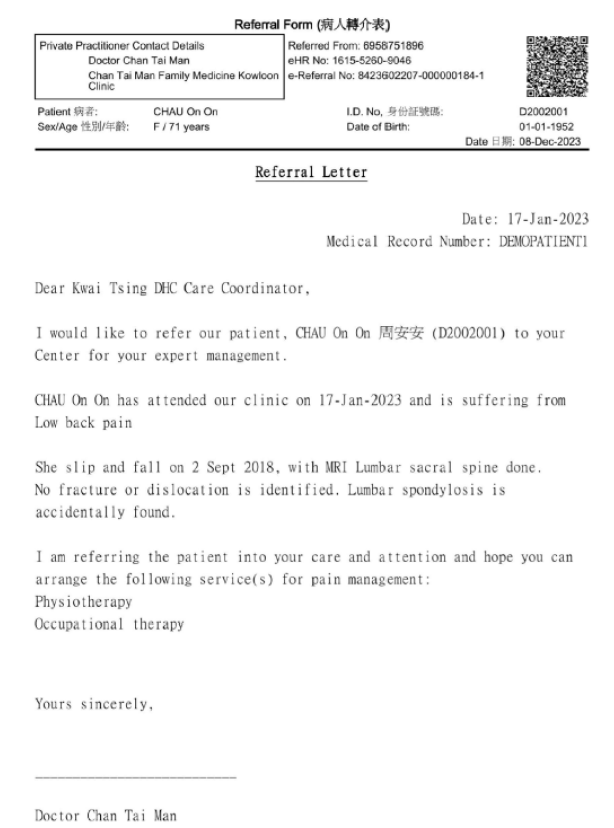 Referral Form (病人轉介表)
Private Practitioner Contact Details
Doctor Chan Tai Man
Chan Tai Man Family Medicine Kowloon
Clinic
Referred From: 6958751896
eHR No: 1615-5260-9046
e-Referral No: 8423602207-000000184-1
Patient 病者: CHAU On On I.D. No, 身份証號碼: D2002001
Sex/Age 性別/年齡: F / 71 years Date of Birth: 01-01-1952
Date 日期: 08-Dec-2023
Referral Letter
Date: 17-Jan-2023
Medical Record Number: DEMOPATIENT1
Dear Kwai Tsing DHC Care Coordinator,
I would like to refer our patient, CHAU On On 周安安 (D2002001) to your
Center for your expert management.
CHAU On On has attended our clinic on 17-Jan-2023 and is suffering from
Low back pain
She slip and fall on 2 Sept 2018, with MRI Lumbar sacral spine done.
No fracture or dislocation is identified. Lumbar spondylosis is
accidentally found.
I am referring the patient into your care and attention and hope you can
arrange the following service(s) for pain management:
Physiotherapy
Occupational therapy
Yours sincerely,
Doctor Chan Tai Man